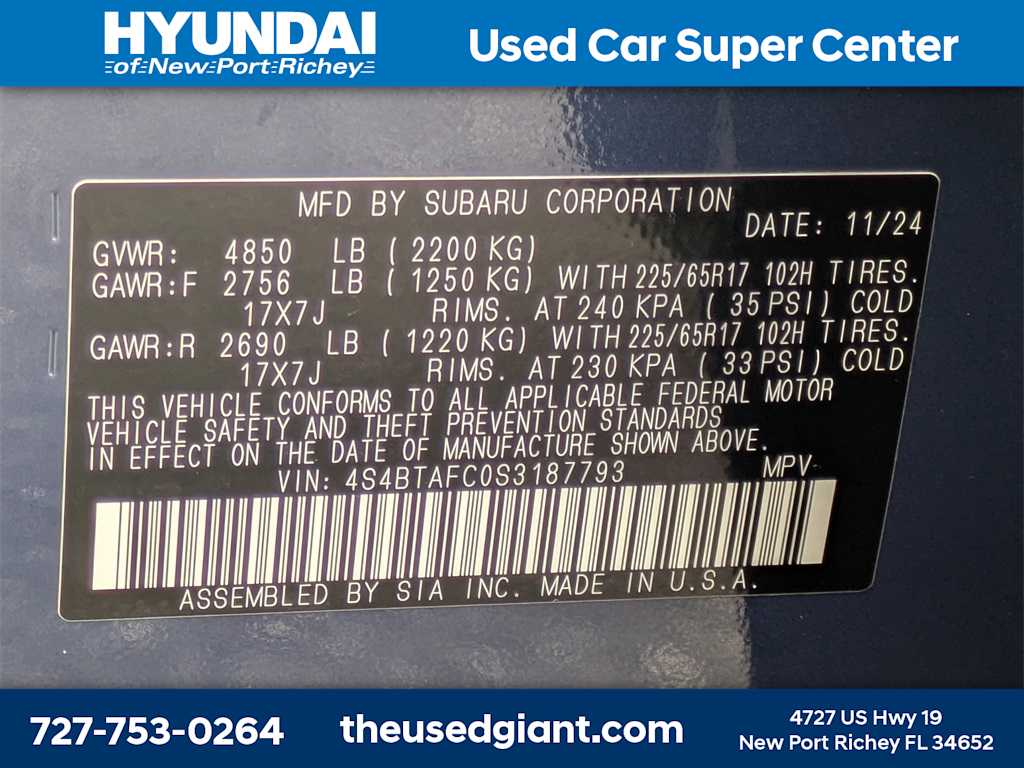 HYUNDAI
of New Port Richey
Used Car Super Center
MFD BY SUBARU CORPORATION
DATE: 11/24
GVWR: 4850 LB ( 2200 KG)
GAWR:F 2756 LB ( 1250 KG) WITH 225/65R17 102H TIRES.
17X7J RIMS. AT 240 KPA ( 35 PSI) COLD
GAWR:R 2690 LB ( 1220 KG) WITH 225/65R17 102H TIRES.
17X7J RIMS. AT 230 KPA ( 33 PSI) COLD
THIS VEHICLE CONFORMS TO ALL APPLICABLE FEDERAL MOTOR
VEHICLE SAFETY AND THEFT PREVENTION STANDARDS
IN EFFECT ON THE DATE OF MANUFACTURE SHOWN ABOVE.
VIN: 4S4BTAFC0S3187793 MPV
ASSEMBLED BY SIA INC. MADE IN U.S.A.
727-753-0264
theusedgiant.com
4727 US Hwy 19
New Port Richey FL 34652